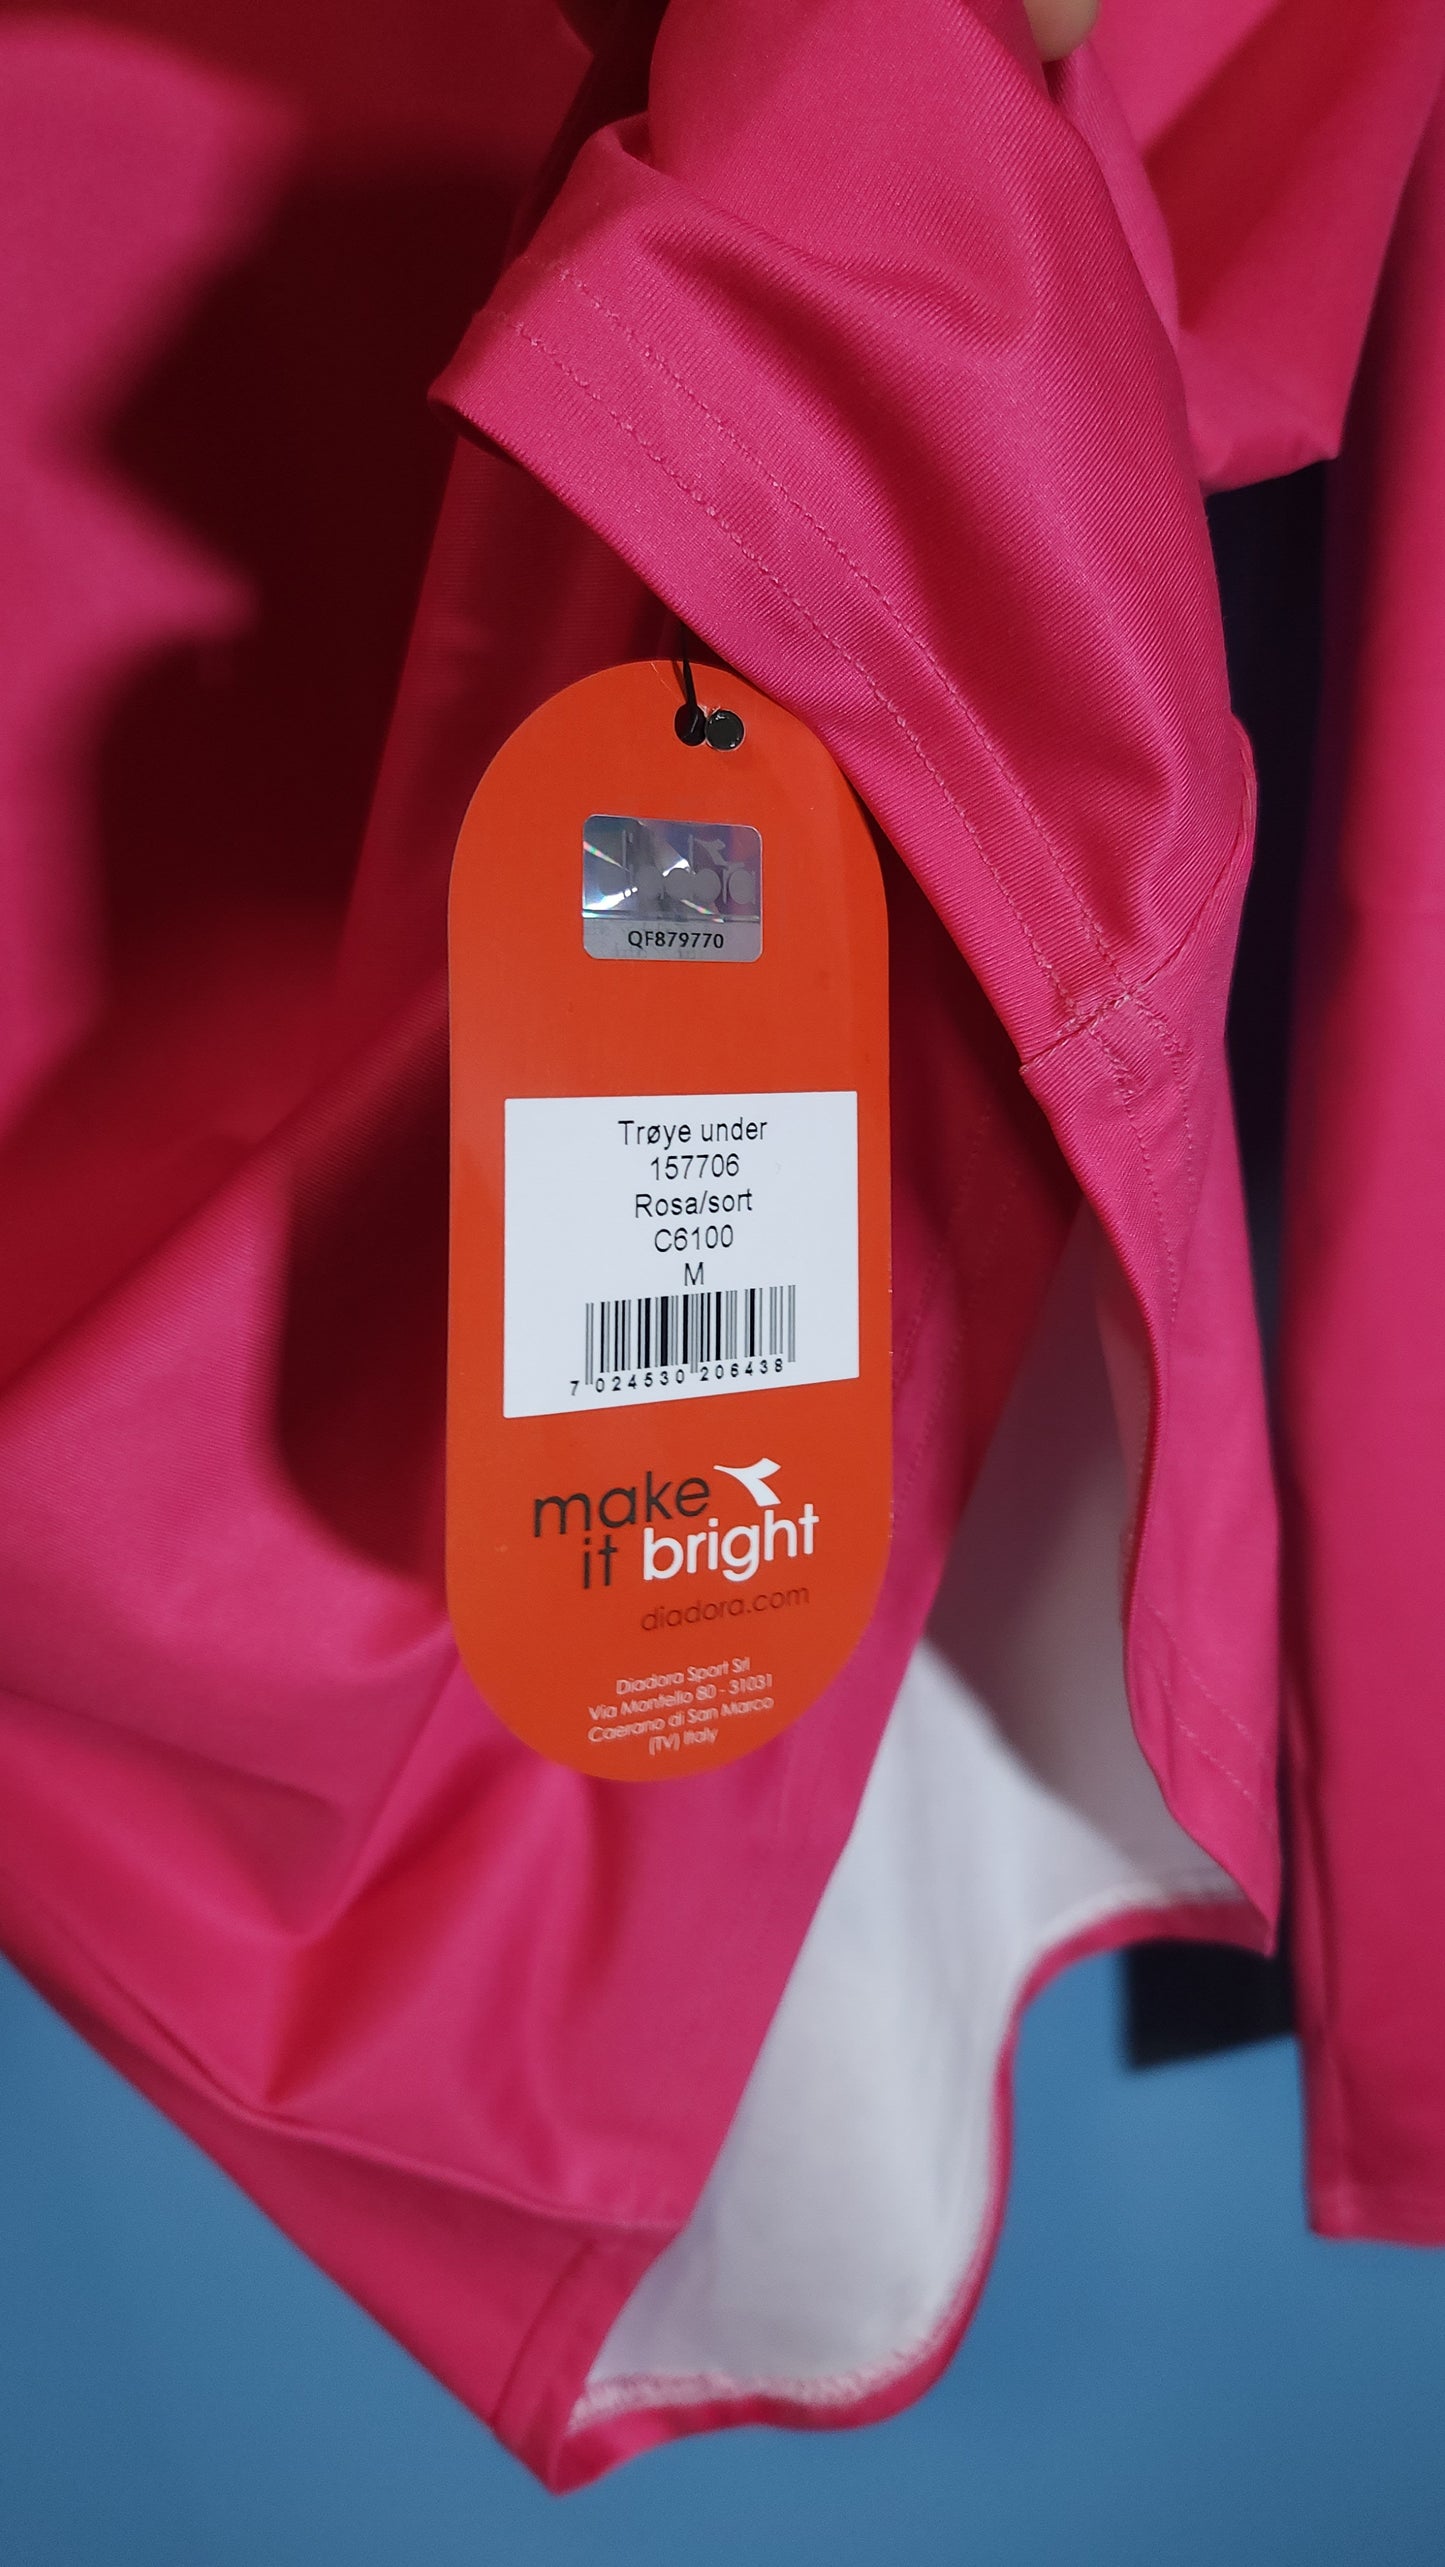 diadora
QF879770
Trøye under
157706
Rosa/sort
C6100
M
7 024530 206438
make
it bright
diadora.com
Diadora Sport Srl
Via Montello 80 - 31031
Caerano di San Marco
(TV) Italy